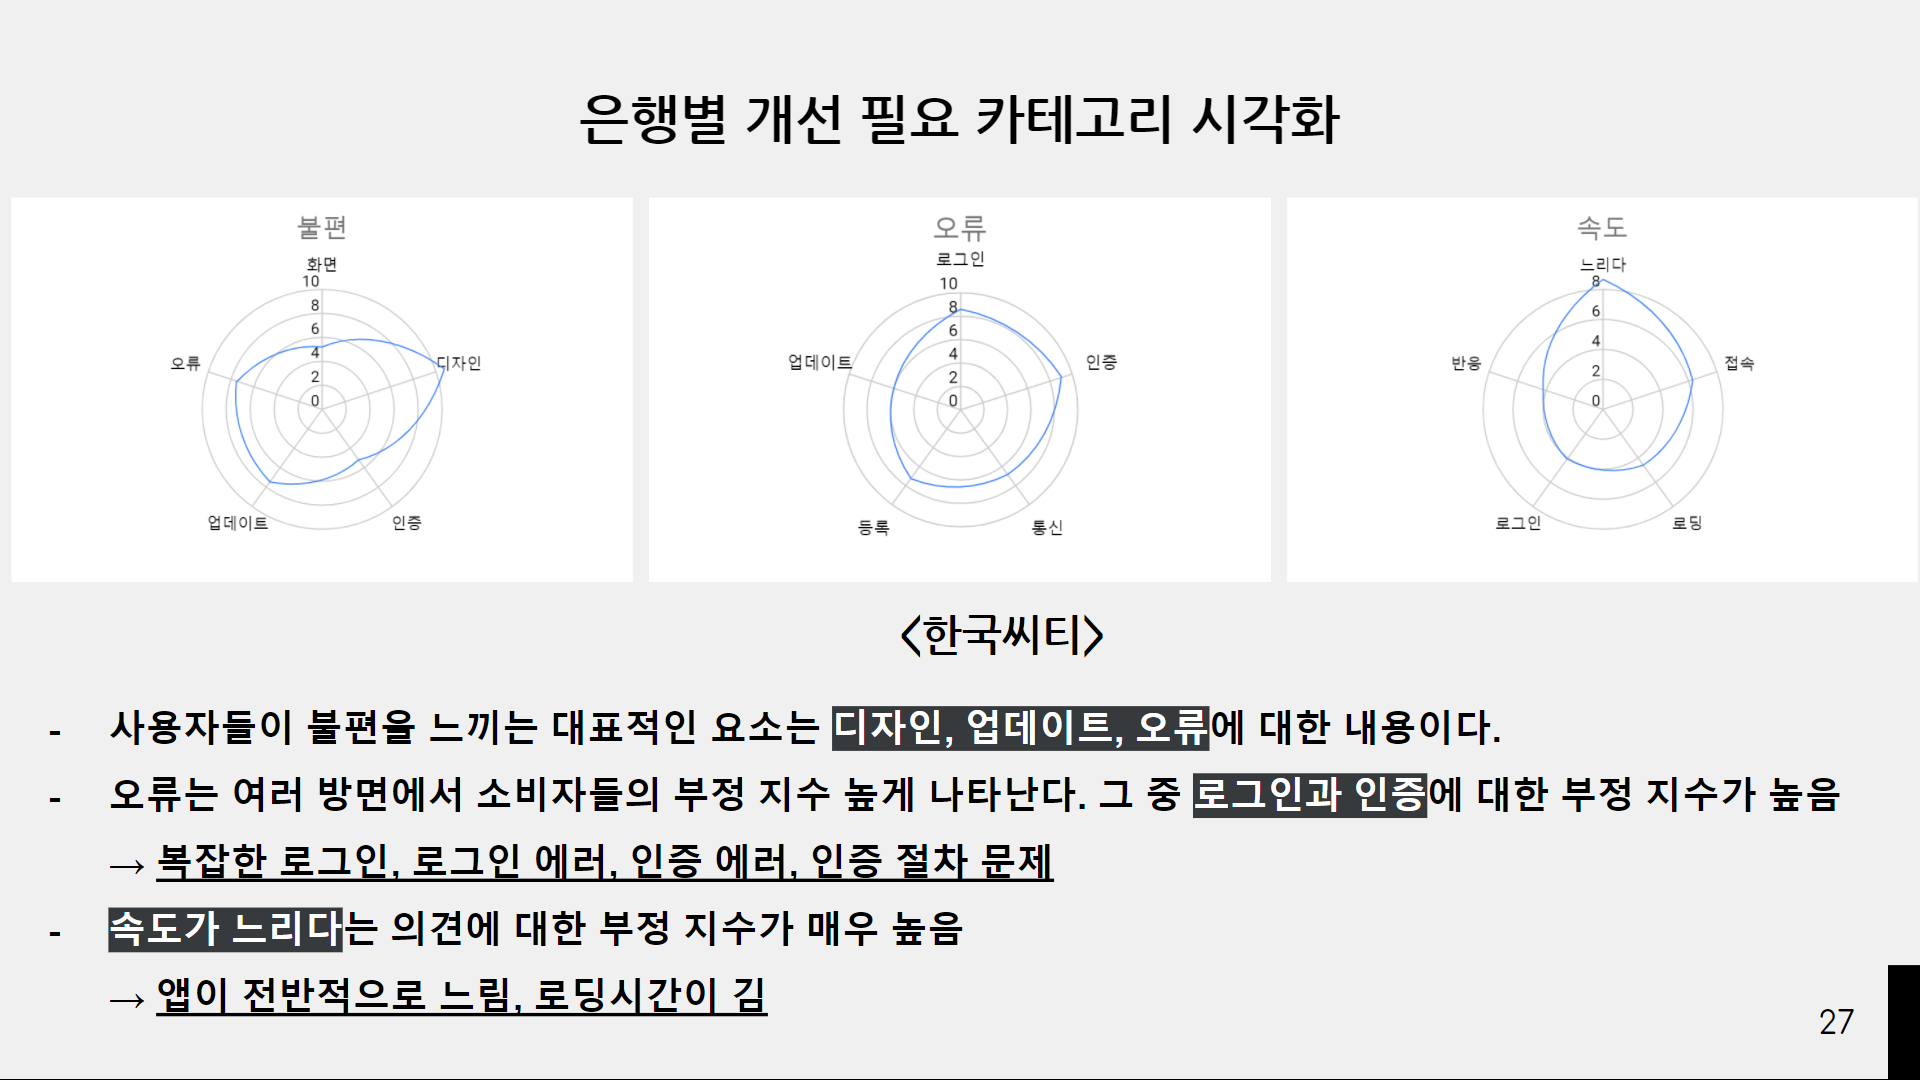 은행별 개선 필요 카테고리 시각화
불편
화면
10
8
6
4
2
0
디자인
인증
업데이트
오류
오류
로그인
10
8
6
4
2
0
인증
통신
등록
업데이트
속도
느리다
8
6
4
2
0
접속
로딩
로그인
반응
<한국씨티>
- 사용자들이 불편을 느끼는 대표적인 요소는 디자인, 업데이트, 오류에 대한 내용이다.
- 오류는 여러 방면에서 소비자들의 부정 지수 높게 나타난다. 그 중 로그인과 인증에 대한 부정 지수가 높음
→ 복잡한 로그인, 로그인 에러, 인증 에러, 인증 절차 문제
- 속도가 느리다는 의견에 대한 부정 지수가 매우 높음
→ 앱이 전반적으로 느림, 로딩시간이 김
27